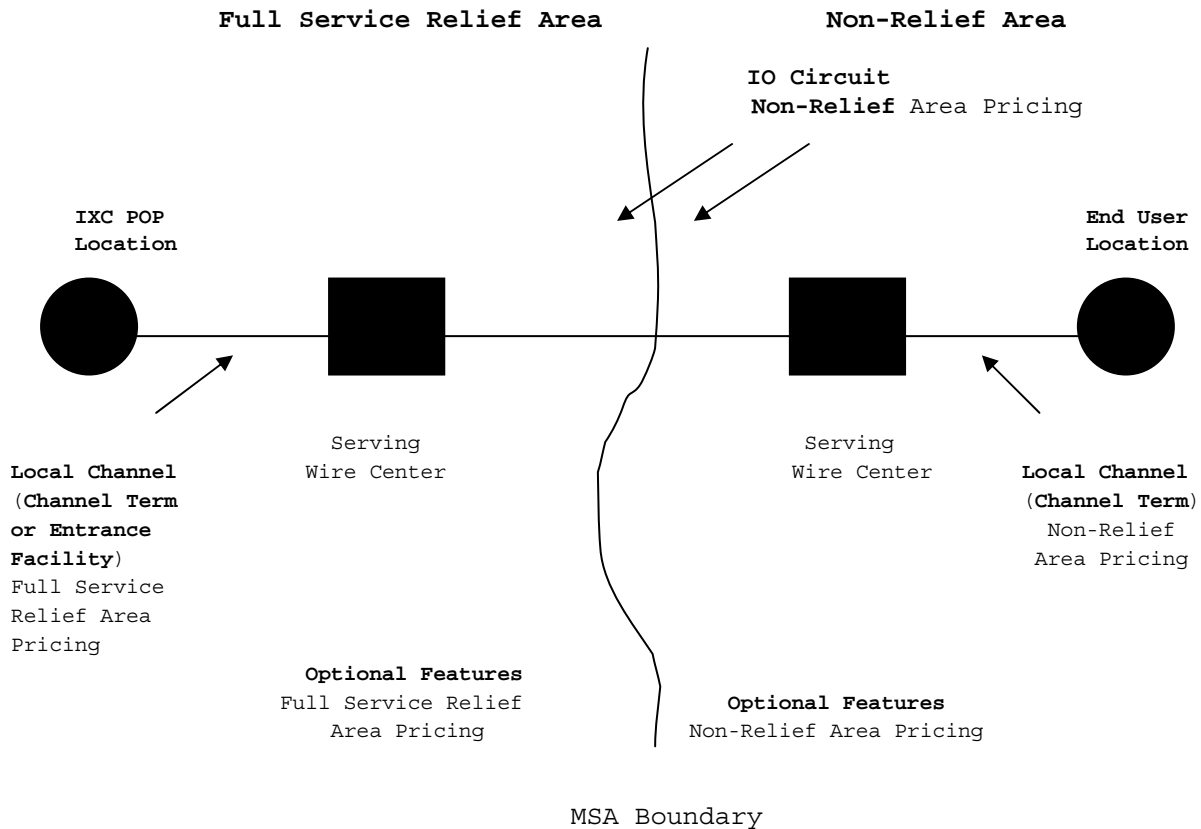 Full Service Relief Area
Non-Relief Area
IO Circuit
Non-Relief Area Pricing
IXC POP
Location
End User
Location
Serving
Wire Center
Serving
Wire Center
Local Channel
(Channel Term
or Entrance
Facility)
Full Service
Relief Area
Pricing
Local Channel
(Channel Term)
Non-Relief
Area Pricing
Optional Features
Full Service Relief
Area Pricing
Optional Features
Non-Relief Area Pricing
MSA Boundary